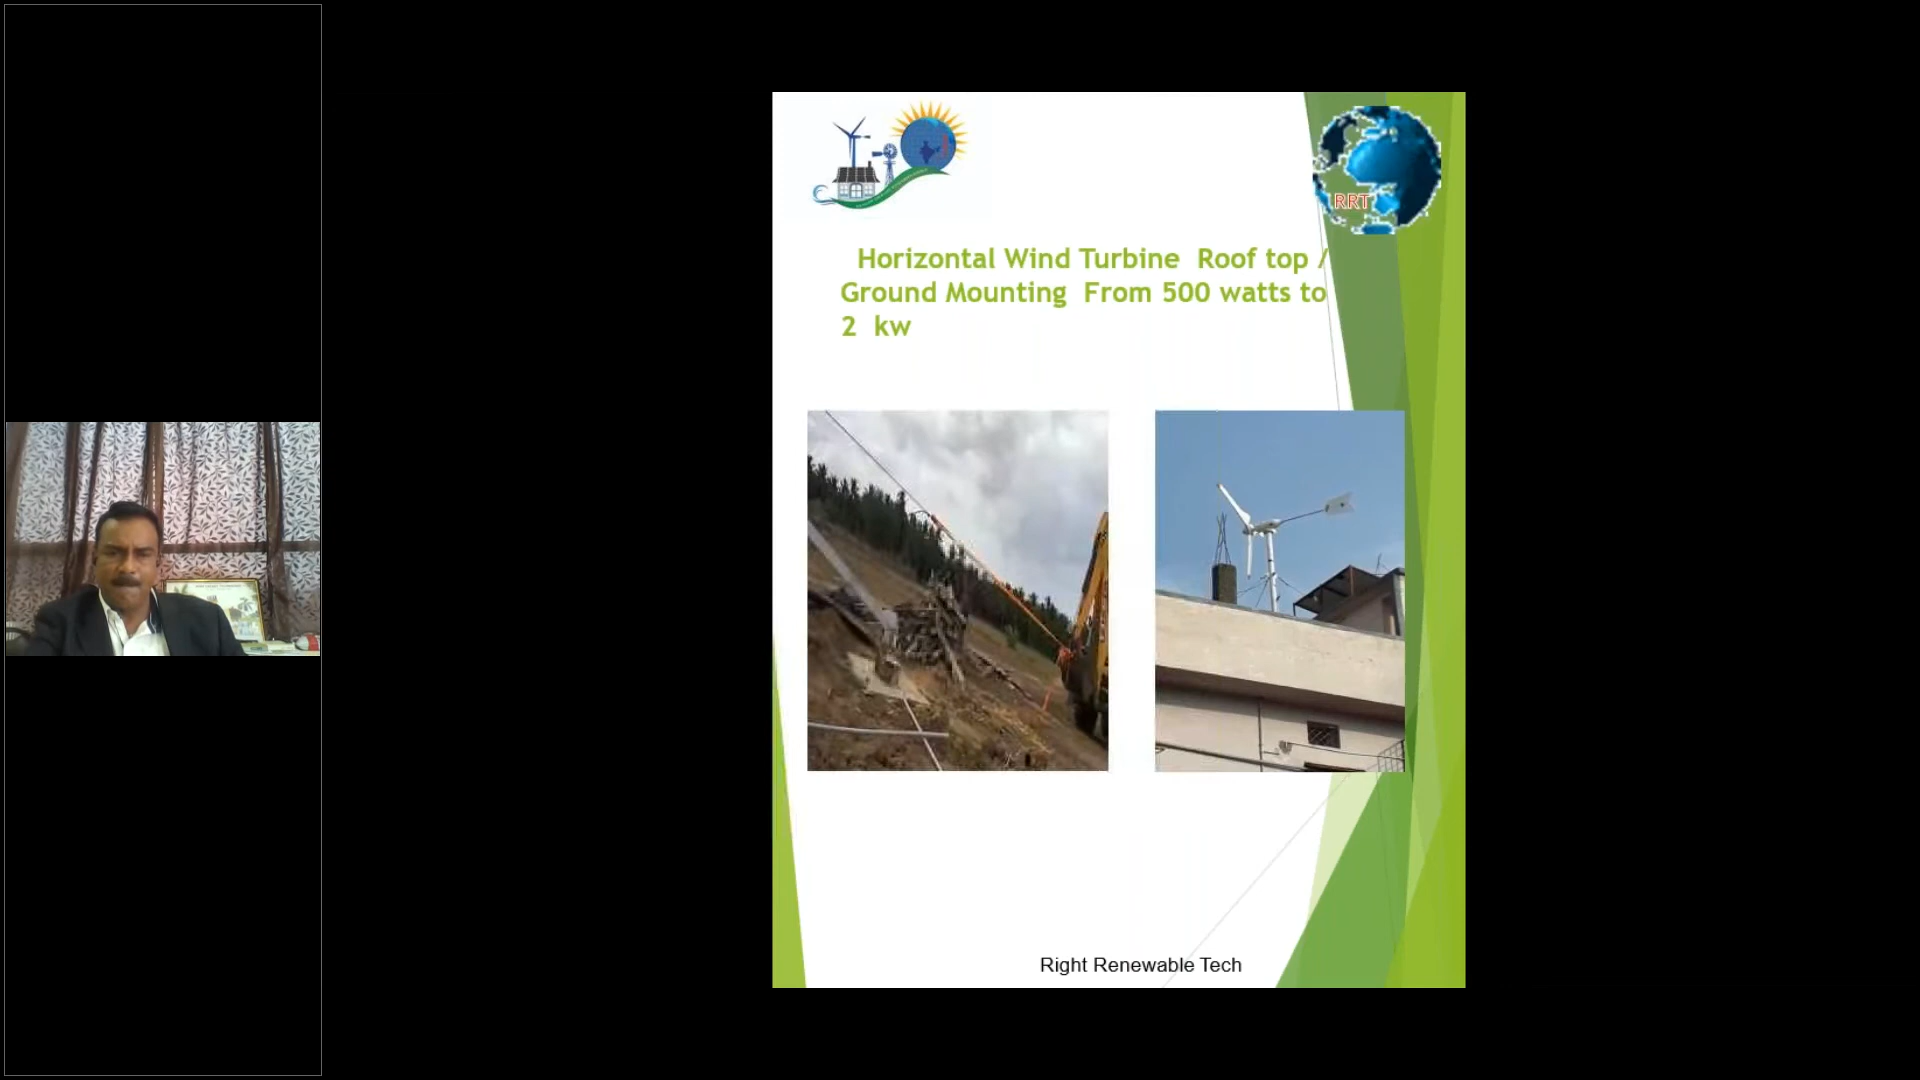 RRT
Horizontal Wind Turbine Roof top /
Ground Mounting From 500 watts to
2 kw
Right Renewable Tech